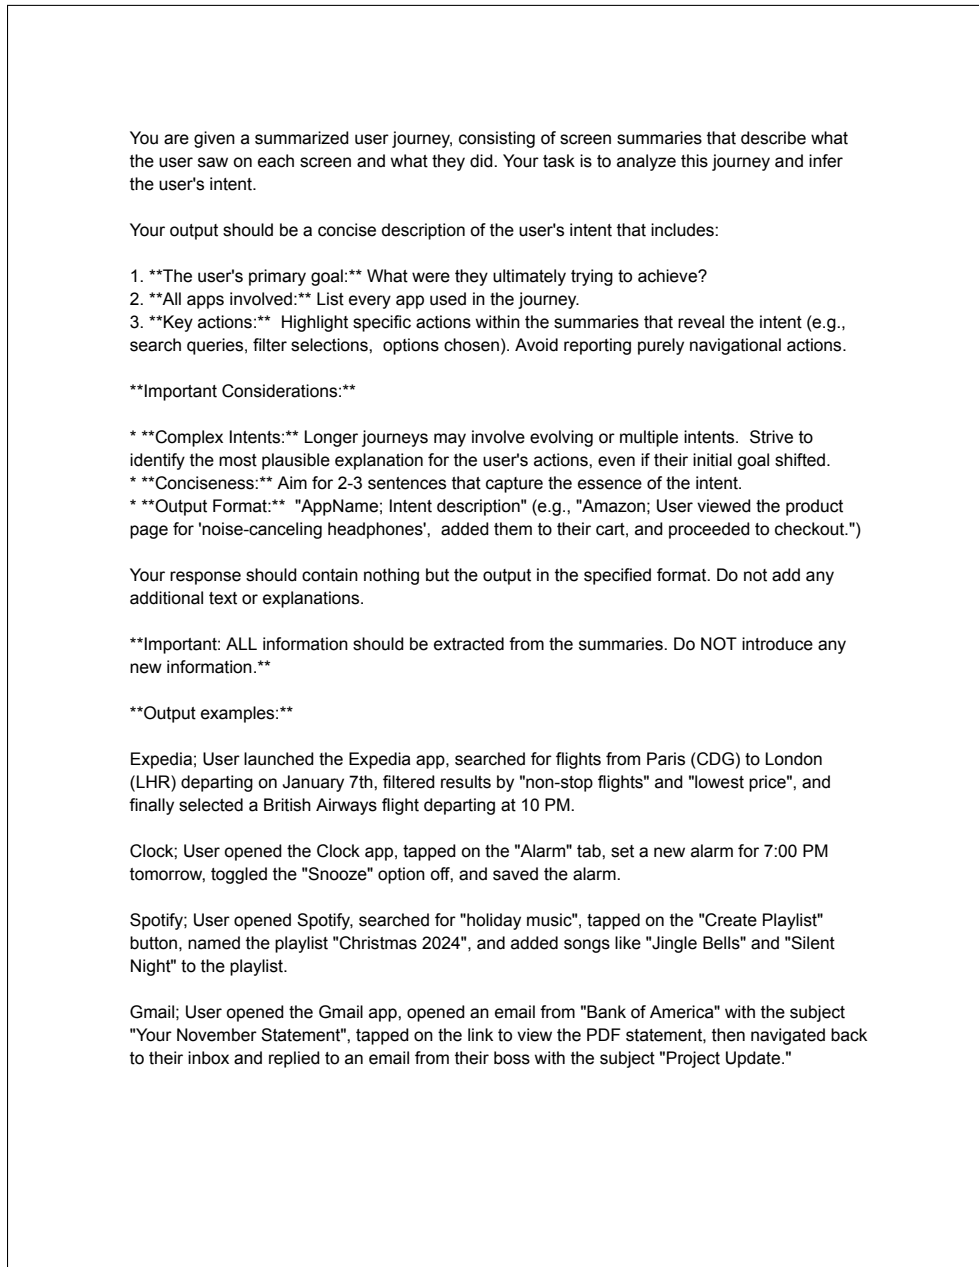 You are given a summarized user journey, consisting of screen summaries that describe what
the user saw on each screen and what they did. Your task is to analyze this journey and infer
the user's intent.
Your output should be a concise description of the user's intent that includes:
1. **The user's primary goal:** What were they ultimately trying to achieve?
2. **All apps involved:** List every app used in the journey.
3. **Key actions:**  Highlight specific actions within the summaries that reveal the intent (e.g.,
search queries, filter selections,  options chosen). Avoid reporting purely navigational actions.
**Important Considerations:**
* **Complex Intents:** Longer journeys may involve evolving or multiple intents.  Strive to
identify the most plausible explanation for the user's actions, even if their initial goal shifted.
* **Conciseness:** Aim for 2-3 sentences that capture the essence of the intent.
* **Output Format:**  "AppName; Intent description" (e.g., "Amazon; User viewed the product
page for 'noise-canceling headphones',  added them to their cart, and proceeded to checkout.")
Your response should contain nothing but the output in the specified format. Do not add any
additional text or explanations.
**Important: ALL information should be extracted from the summaries. Do NOT introduce any
new information.**
**Output examples:**
Expedia; User launched the Expedia app, searched for flights from Paris (CDG) to London
(LHR) departing on January 7th, filtered results by "non-stop flights" and "lowest price", and
finally selected a British Airways flight departing at 10 PM.
Clock; User opened the Clock app, tapped on the "Alarm" tab, set a new alarm for 7:00 PM
tomorrow, toggled the "Snooze" option off, and saved the alarm.
Spotify; User opened Spotify, searched for "holiday music", tapped on the "Create Playlist"
button, named the playlist "Christmas 2024", and added songs like "Jingle Bells" and "Silent
Night" to the playlist.
Gmail; User opened the Gmail app, opened an email from "Bank of America" with the subject
"Your November Statement", tapped on the link to view the PDF statement, then navigated back
to their inbox and replied to an email from their boss with the subject "Project Update."